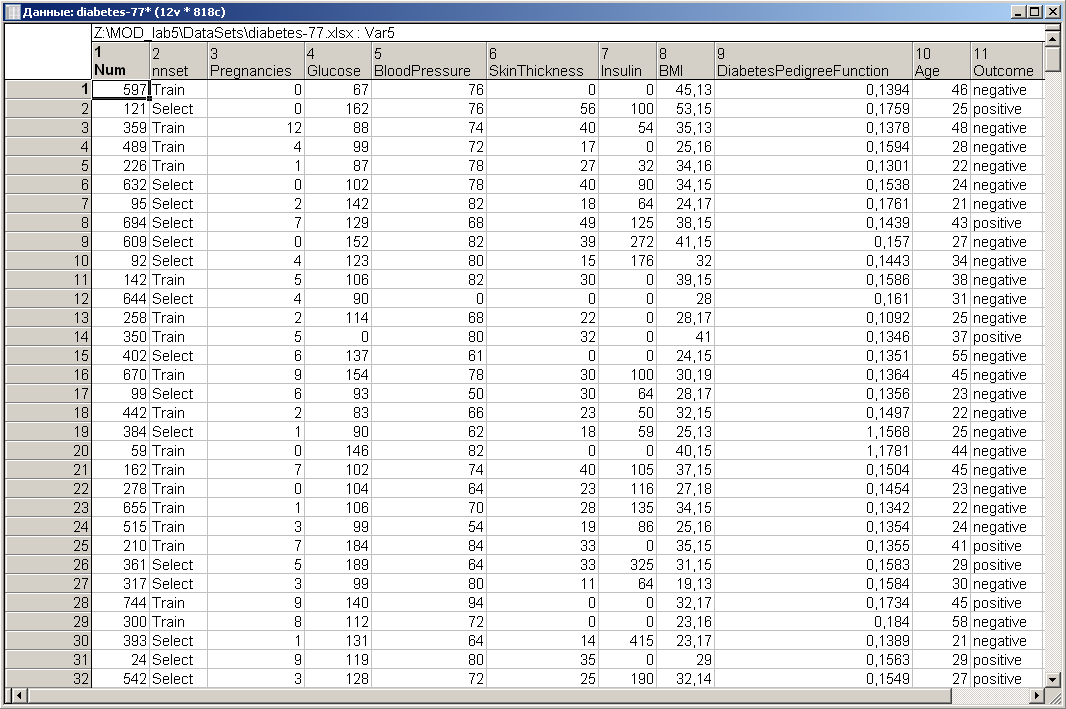 Данные: diabetes-77* (12v * 818c)
Z:\MOD_lab5\DataSets\diabetes-77.xlsx : Var5
1 2 3 4 5 6 7 8 9 10 11
Num nnset Pregnancies Glucose BloodPressure SkinThickness Insulin BMI DiabetesPedigreeFunction Age Outcome
1 597 Train 0 67 76 0 0 45,13 0,1394 46 negative
2 121 Select 0 162 76 56 100 53,15 0,1759 25 positive
3 359 Train 12 88 74 40 54 35,13 0,1378 48 negative
4 489 Train 4 99 72 17 0 25,16 0,1594 28 negative
5 226 Train 1 87 78 27 32 34,16 0,1301 22 negative
6 632 Select 0 102 78 40 90 34,15 0,1538 24 negative
7 95 Select 2 142 82 18 64 24,17 0,1761 21 negative
8 694 Select 7 129 68 49 125 38,15 0,1439 43 positive
9 609 Select 0 152 82 39 272 41,15 0,157 27 negative
10 92 Select 4 123 80 15 176 32 0,1443 34 negative
11 142 Train 5 106 82 30 0 39,15 0,1586 38 negative
12 644 Select 4 90 0 0 0 28 0,161 31 negative
13 258 Train 2 114 68 22 0 28,17 0,1092 25 negative
14 350 Train 5 0 80 32 0 41 0,1346 37 positive
15 402 Select 6 137 61 0 0 24,15 0,1351 55 negative
16 670 Train 9 154 78 30 100 30,19 0,1364 45 negative
17 99 Select 6 93 50 30 64 28,17 0,1356 23 negative
18 442 Train 2 83 66 23 50 32,15 0,1497 22 negative
19 384 Select 1 90 62 18 59 25,13 1,1568 25 negative
20 59 Train 0 146 82 0 0 40,15 1,1781 44 negative
21 162 Train 7 102 74 40 105 37,15 0,1504 45 negative
22 278 Train 0 104 64 23 116 27,18 0,1454 23 negative
23 655 Train 1 106 70 28 135 34,15 0,1342 22 negative
24 515 Train 3 99 54 19 86 25,16 0,1354 24 negative
25 210 Train 7 184 84 33 0 35,15 0,1355 41 positive
26 361 Select 5 189 64 33 325 31,15 0,1583 29 positive
27 317 Select 3 99 80 11 64 19,13 0,1584 30 negative
28 744 Train 9 140 94 0 0 32,17 0,1734 45 positive
29 300 Train 8 112 72 0 0 23,16 0,184 58 negative
30 393 Select 1 131 64 14 415 23,17 0,1389 21 negative
31 24 Select 9 119 80 35 0 29 0,1563 29 positive
32 542 Select 3 128 72 25 190 32,14 0,1549 27 positive